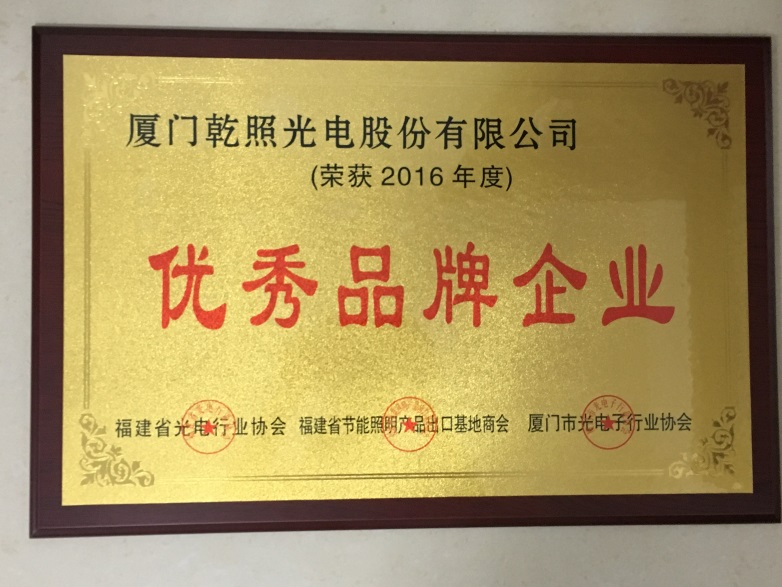 厦门乾照光电股份有限公司
(荣获 2016 年度)
优秀品牌企业
福建省光电行业协会 福建省节能照明产品出口基地商会 厦门市光电子行业协会